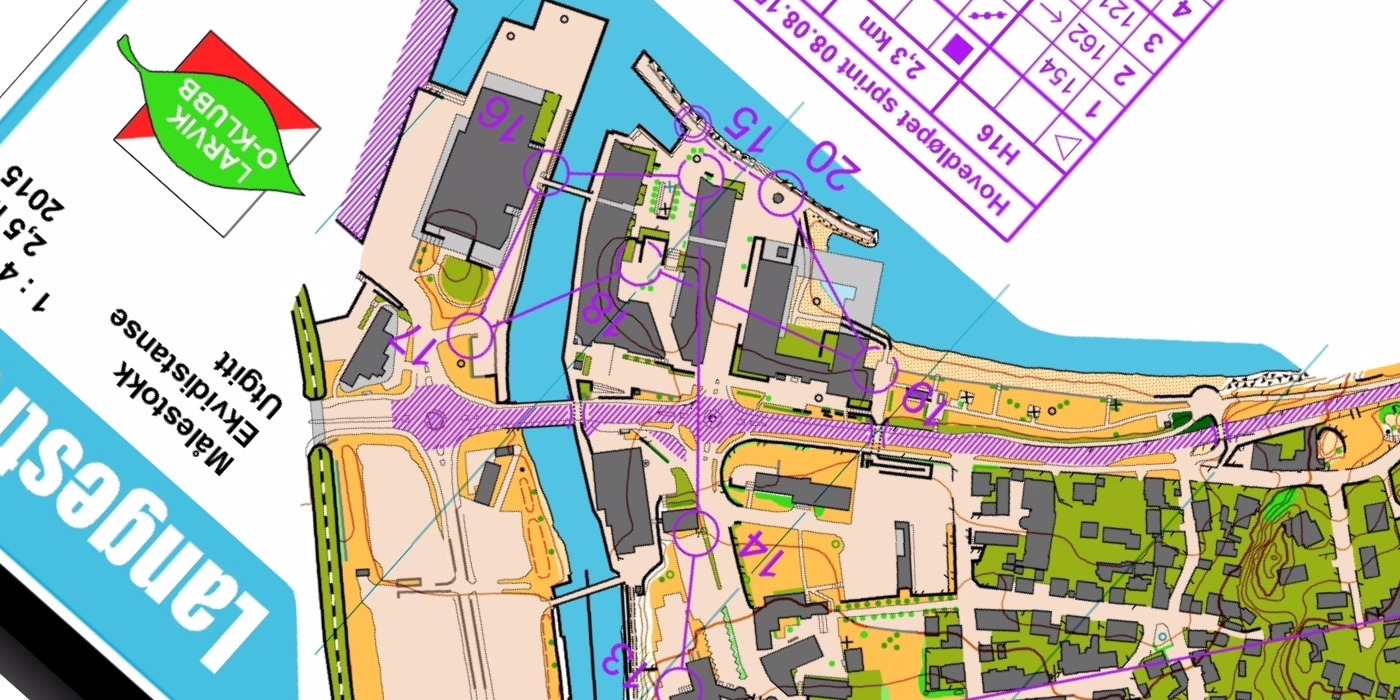 LARVIK
O-KLUBB
Målestokk
Ekvidistanse
Utgitt
1 : 4
2,5
2015
Langest
Hovedløpet sprint 08.08.15
H16
2,3 km
1
154
2
162
3
121
4
13
14
15
16
17
18
19
20